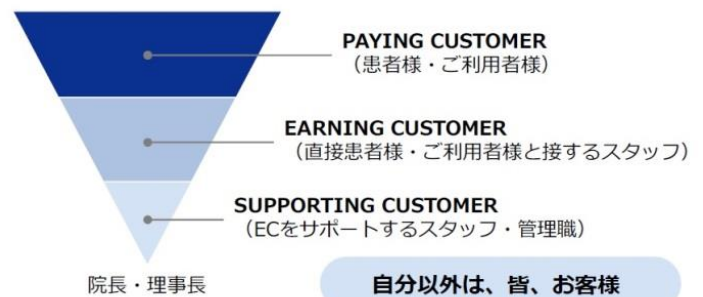 PAYING CUSTOMER
（患者様・ご利用者様）
EARNING CUSTOMER
（直接患者様・ご利用者様と接するスタッフ）
SUPPORTING CUSTOMER
（ECをサポートするスタッフ・管理職）
院長・理事長
自分以外は、皆、お客様